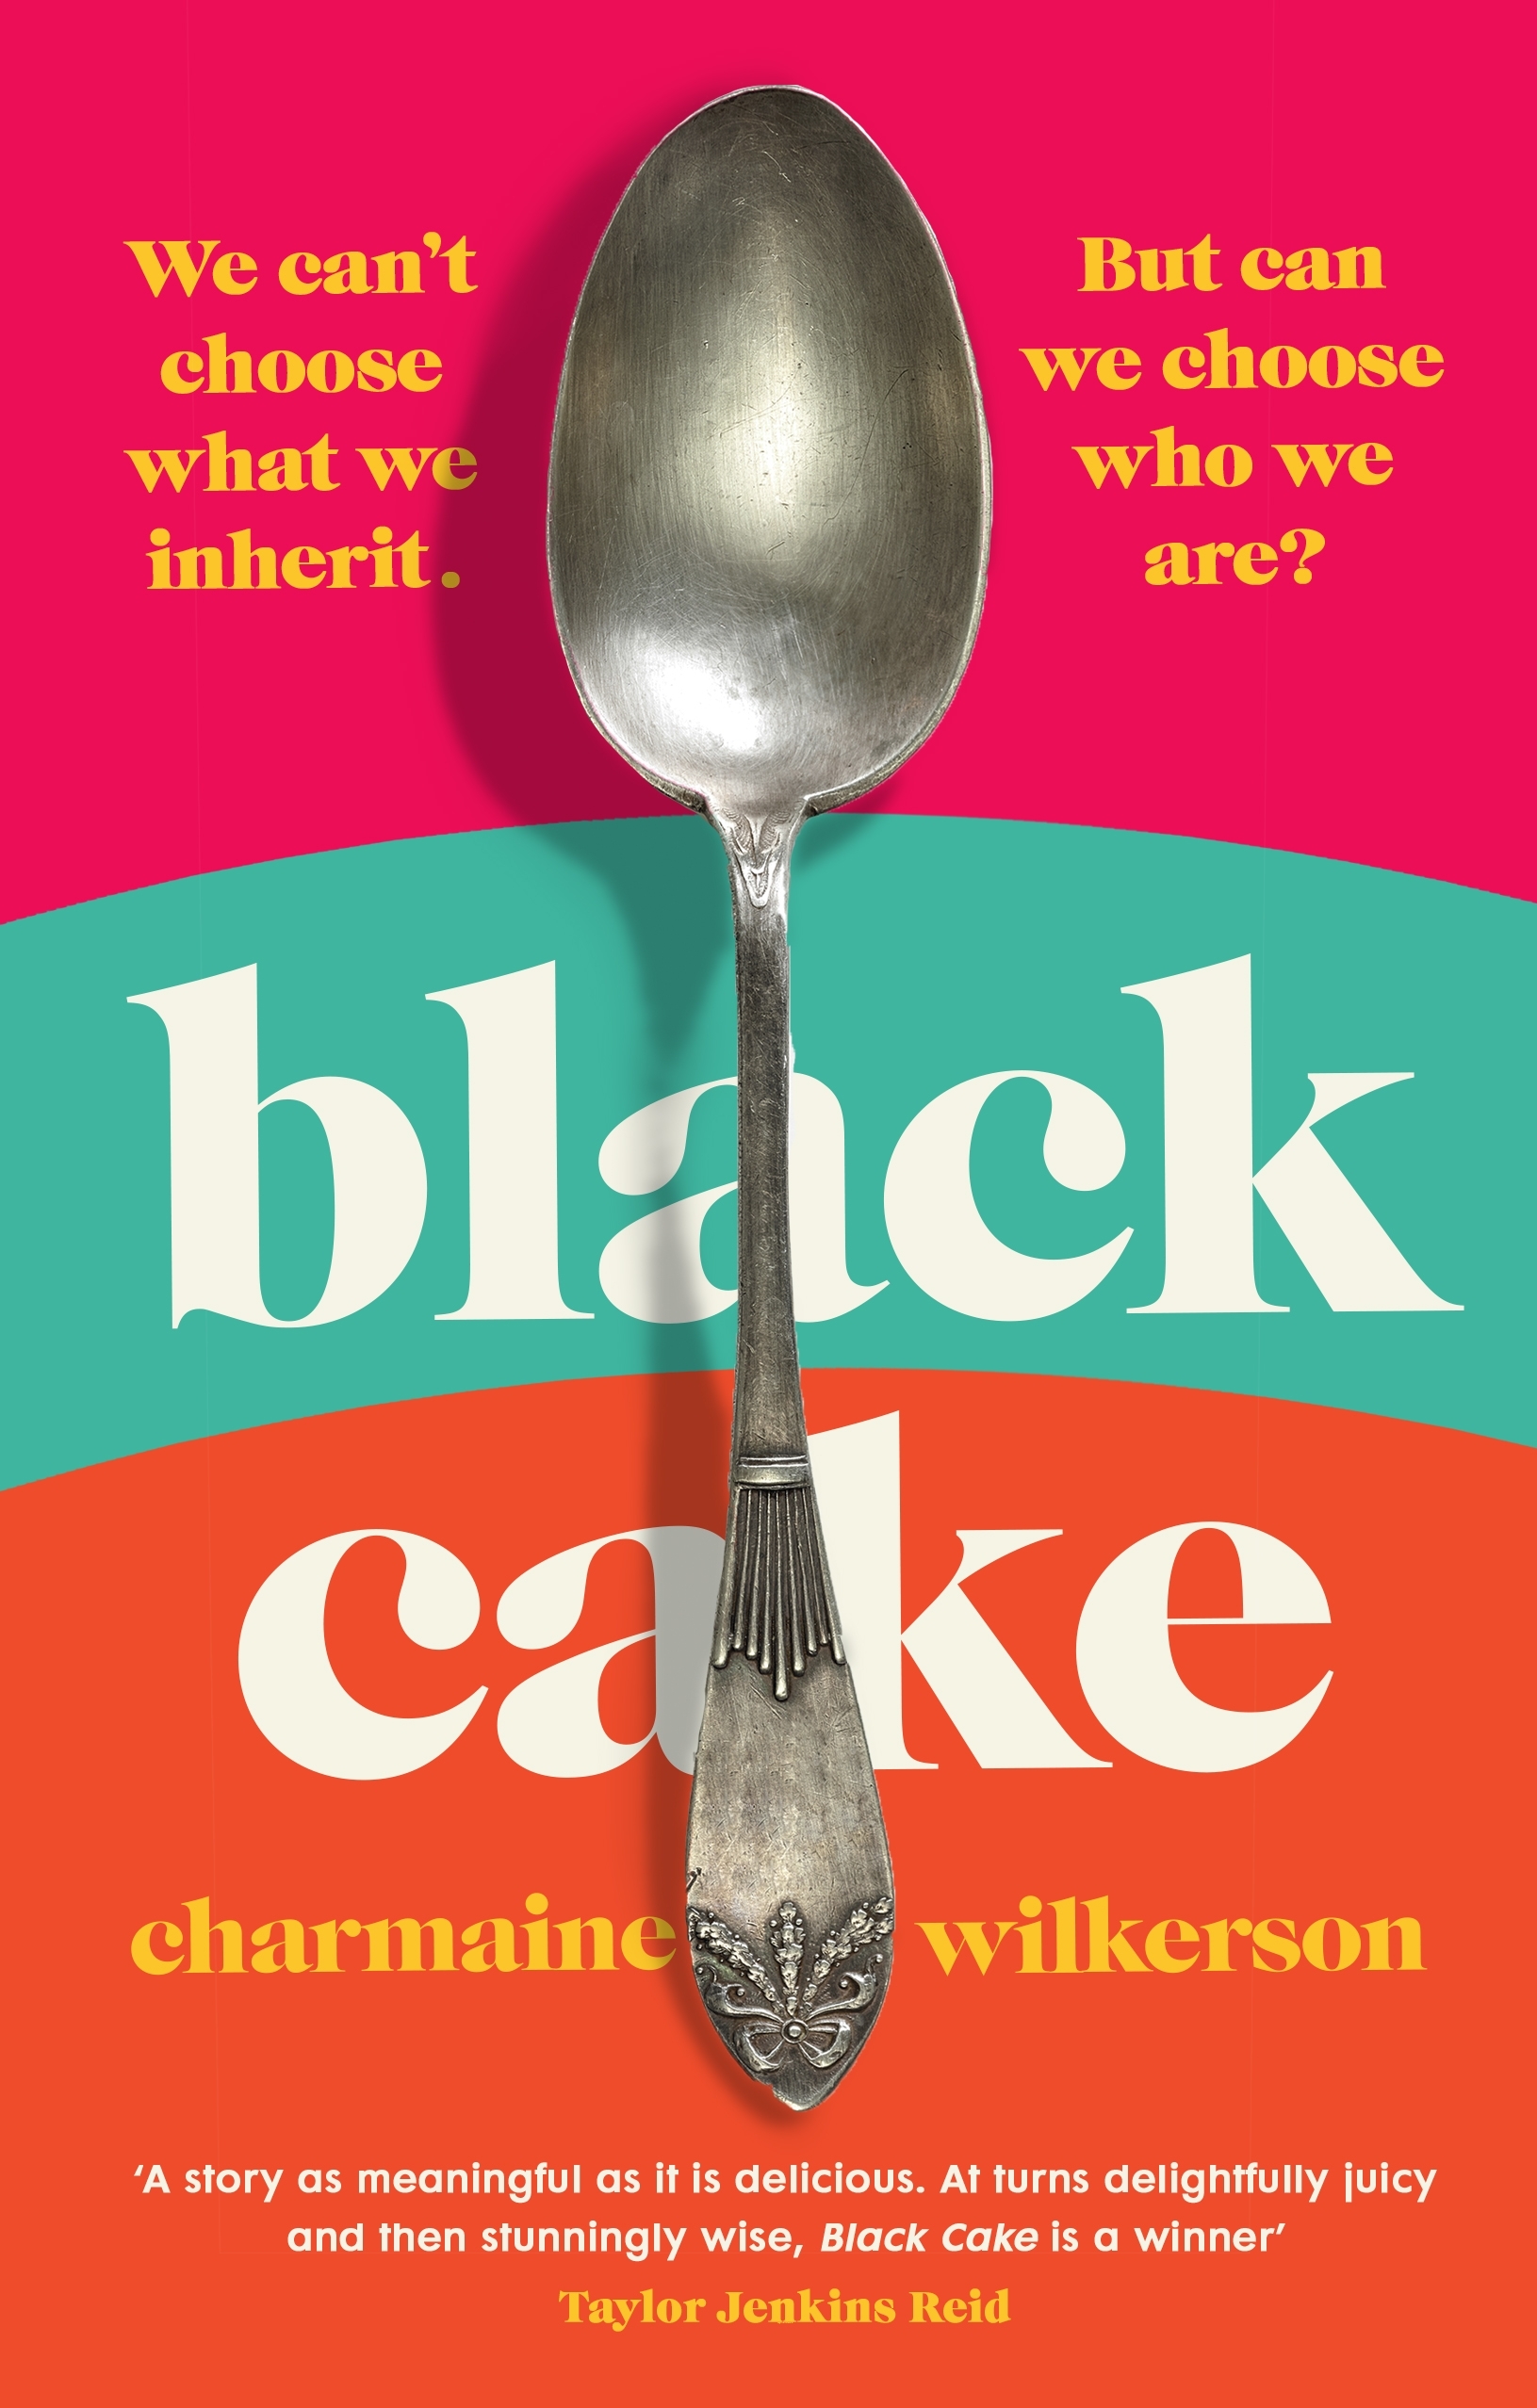 We can't
choose
what we
inherit.
But can
we choose
who we
are?
black
cake
charmaine wilkerson
‘A story as meaningful as it is delicious. At turns delightfully juicy
and then stunningly wise, Black Cake is a winner’
Taylor Jenkins Reid